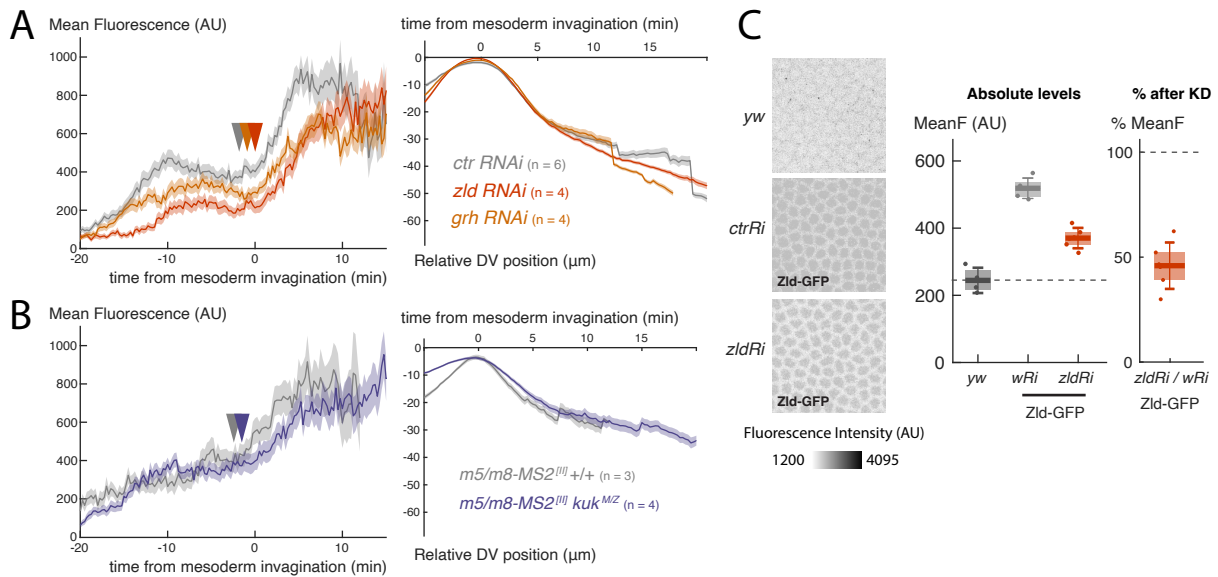 A
Mean Fluorescence (AU)
1000
800
600
400
200
0
-20
-10
0
10
time from mesoderm invagination (min)
time from mesoderm invagination (min)
0
5
10
15
0
-10
-20
-30
-40
-50
-60
ctr RNAi (n = 6)
zld RNAi (n = 4)
grh RNAi (n = 4)
Relative DV position (µm)
B
Mean Fluorescence (AU)
1000
800
600
400
200
0
-20
-10
0
10
time from mesoderm invagination (min)
time from mesoderm invagination (min)
0
5
10
15
20
0
-10
-20
-30
-40
-50
-60
m5/m8-MS2[II] +/+ (n = 3)
m5/m8-MS2[II] kuk M/Z (n = 4)
Relative DV position (µm)
C
yw
ctrRi
Zld-GFP
zldRi
Zld-GFP
Fluorescence Intensity (AU)
1200
4095
Absolute levels
MeanF (AU)
600
400
200
0
yw
wRi
zldRi
Zld-GFP
% after KD
% MeanF
100
50
0
zldRi / wRi
Zld-GFP